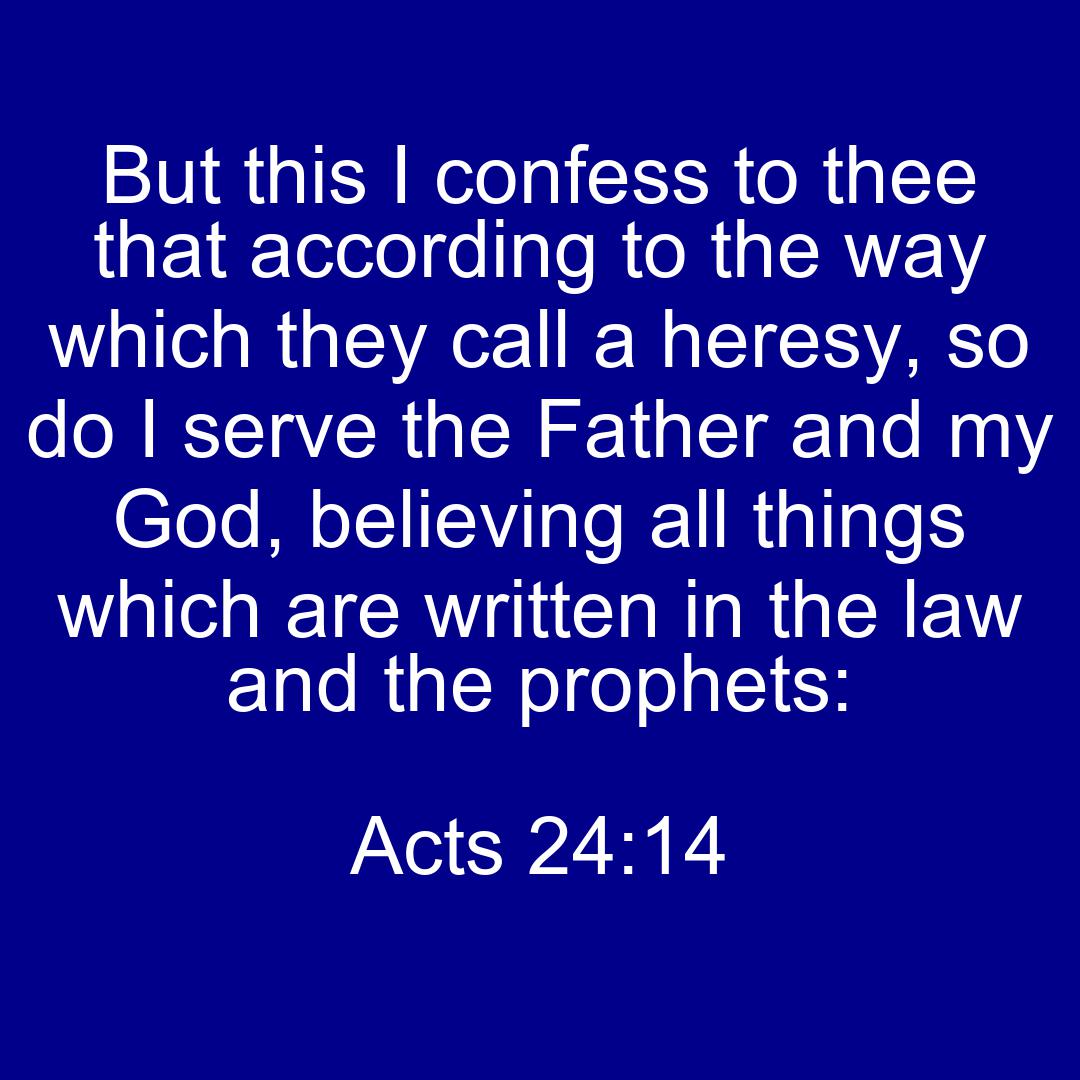 But this I confess to thee
that according to the way
which they call a heresy, so
do I serve the Father and my
God, believing all things
which are written in the law
and the prophets:
Acts 24:14